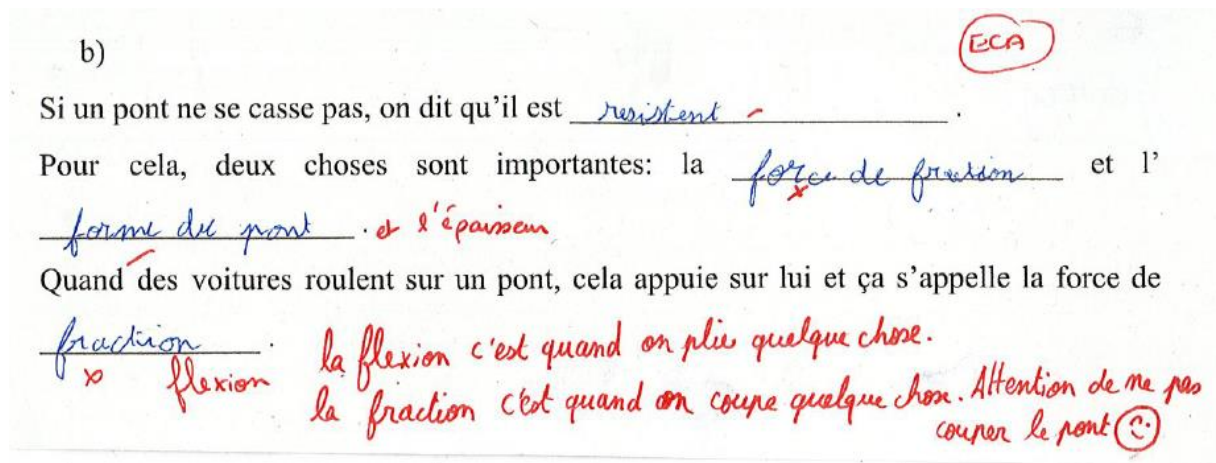 b) ECA
Si un pont ne se casse pas, on dit qu'il est resistent .
Pour cela, deux choses sont importantes: la force de fraction et l'
forme du pont . et l'épaisseur
Quand des voitures roulent sur un pont, cela appuie sur lui et ça s'appelle la force de
fraction . la flexion c'est quand on plie quelque chose.
x flexion la fraction c'est quand on coupe quelque chose. Attention de ne pas
couper le pont